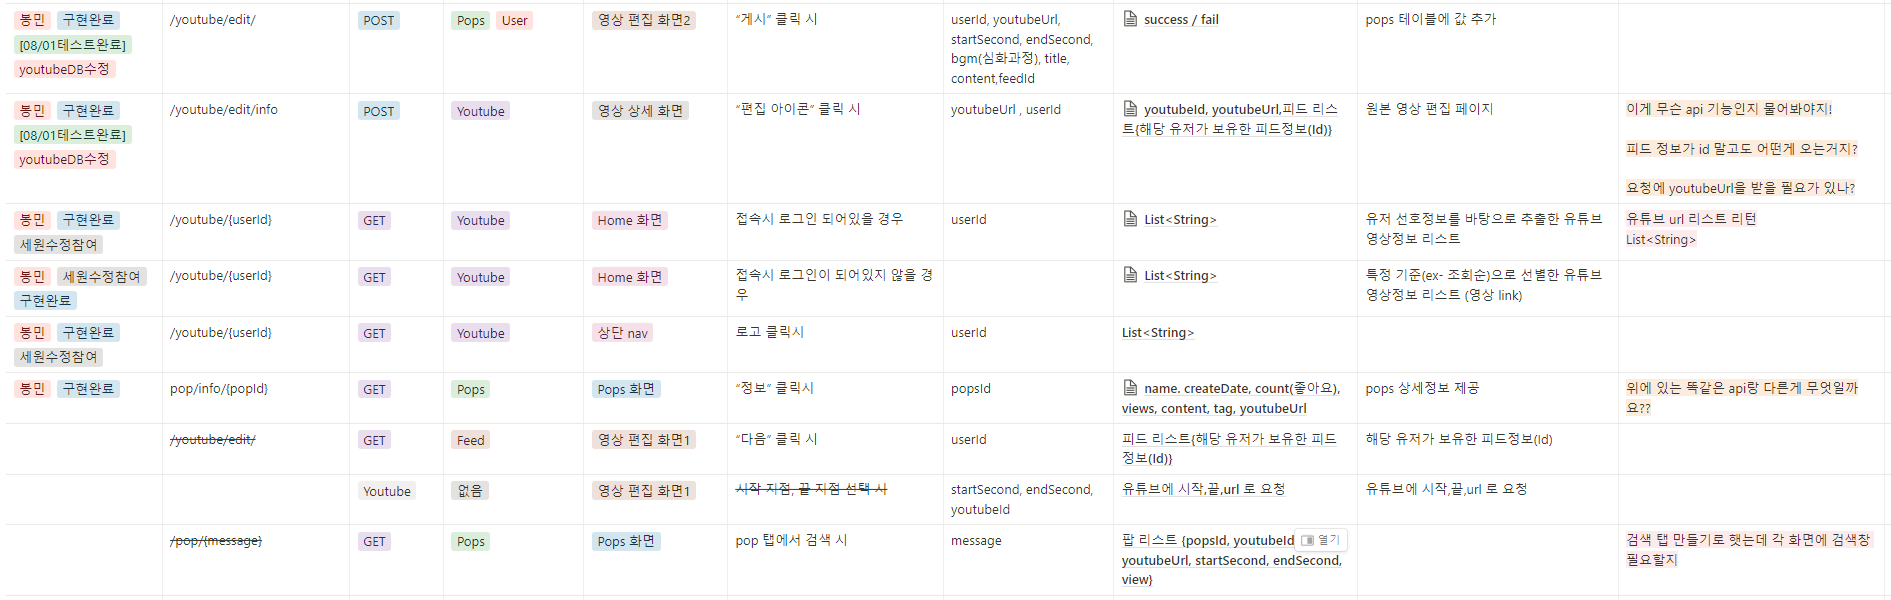 봉민 구현완료
[08/01테스트완료]
youtubeDB수정
/youtube/edit/
POST
Pops User
영상 편집 화면2
“게시” 클릭 시
userId, youtubeUrl,
startSecond, endSecond,
bgm(심화과정), title,
content,feedId
success / fail
pops 테이블에 값 추가
봉민 구현완료
[08/01테스트완료]
youtubeDB수정
/youtube/edit/info
POST
Youtube
영상 상세 화면
“편집 아이콘” 클릭 시
youtubeUrl , userId
youtubeId, youtubeUrl,피드 리스
트{해당 유저가 보유한 피드정보(Id)}
원본 영상 편집 페이지
이게 무슨 api 기능인지 물어봐야지!
피드 정보가 id 말고도 어떤게 오는거지?
요청에 youtubeUrl을 받을 필요가 있나?
봉민 구현완료
세원수정참여
/youtube/{userId}
GET
Youtube
Home 화면
접속시 로그인 되어있을 경우
userId
List<String>
유저 선호정보를 바탕으로 추출한 유튜브
영상정보 리스트
유튜브 url 리스트 리턴
List<String>
봉민 세원수정참여
구현완료
/youtube/{userId}
GET
Youtube
Home 화면
접속시 로그인이 되어있지 않을 경
우
List<String>
특정 기준(ex- 조회순)으로 선별한 유튜브
영상정보 리스트 (영상 link)
봉민 구현완료
세원수정참여
/youtube/{userId}
GET
Youtube
상단 nav
로고 클릭시
userId
List<String>
봉민 구현완료
pop/info/{popId}
GET
Pops
Pops 화면
“정보” 클릭시
popsId
name. createDate, count(좋아요),
views, content, tag, youtubeUrl
pops 상세정보 제공
위에 있는 똑같은 api랑 다른게 무엇일까
요??
/youtube/edit/
GET
Feed
영상 편집 화면1
“다음” 클릭 시
userId
피드 리스트{해당 유저가 보유한 피드
정보(Id)}
해당 유저가 보유한 피드정보(Id)
Youtube
없음
영상 편집 화면1
시작 지점, 끝 지점 선택 시
startSecond, endSecond,
youtubeId
유튜브에 시작,끝,url 로 요청
유튜브에 시작,끝,url 로 요청
/pop/{message}
GET
Pops
Pops 화면
pop 탭에서 검색 시
message
팝 리스트 {popsId, youtubeId
열기
youtubeUrl, startSecond, endSecond,
view}
검색 탭 만들기로 햇는데 각 화면에 검색창
필요할지